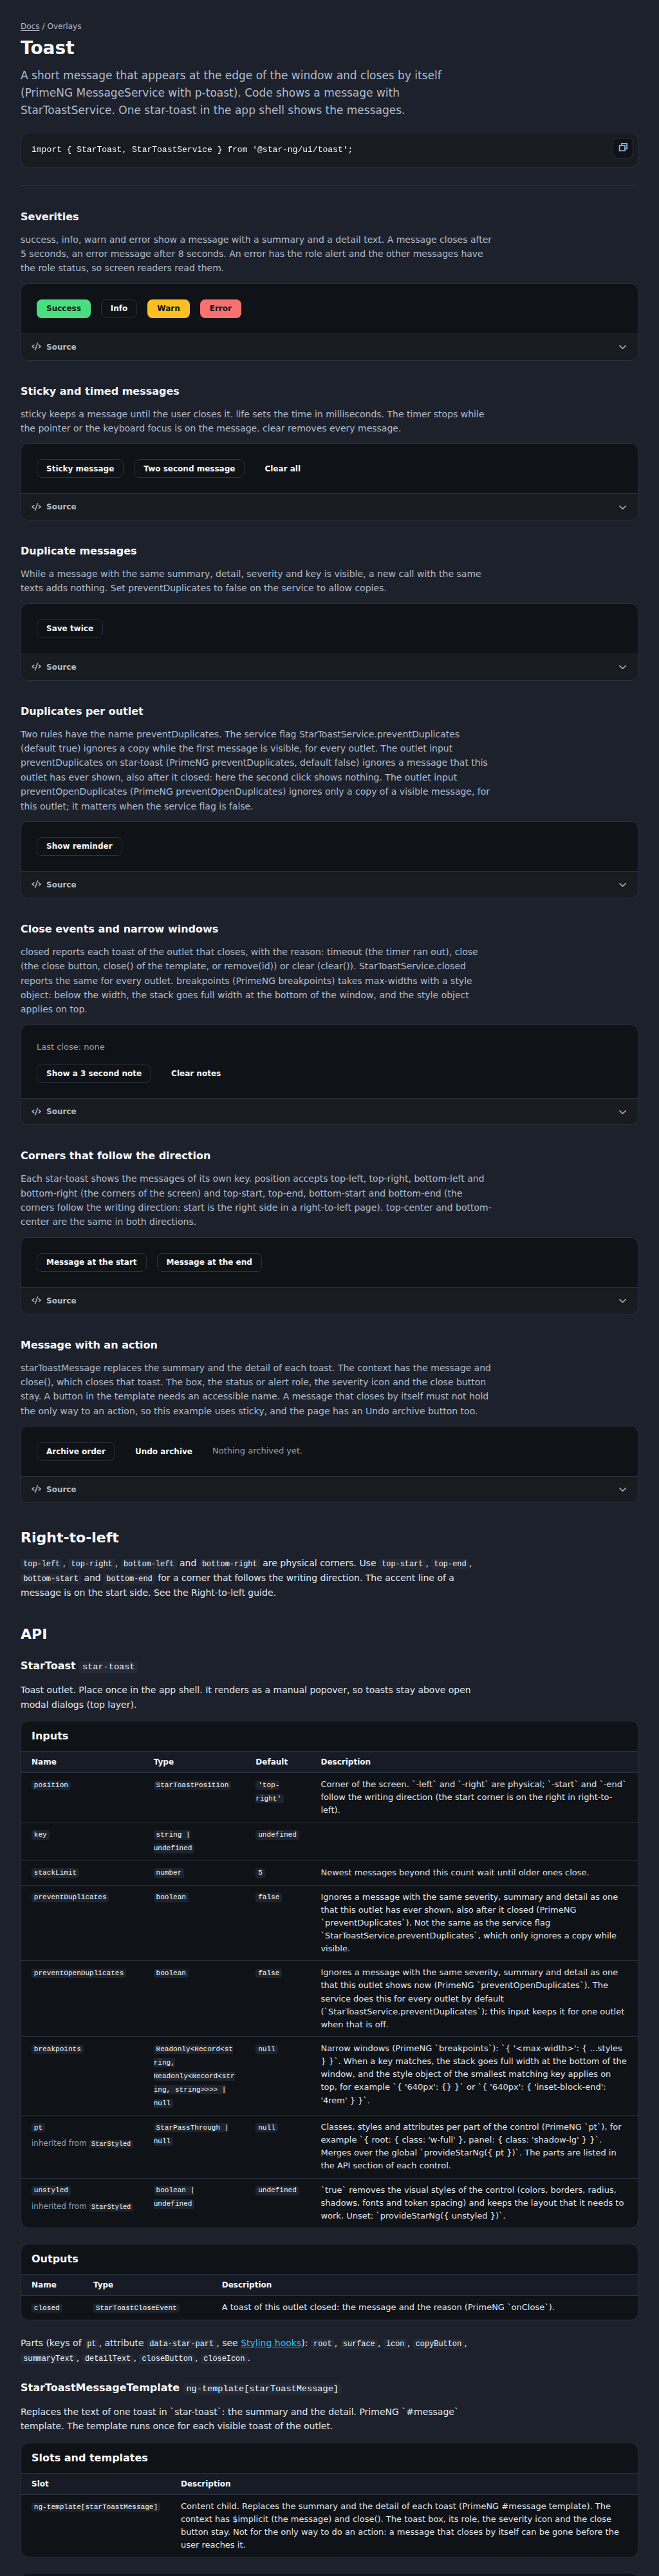 Docs / Overlays
Toast
A short message that appears at the edge of the window and closes by itself
(PrimeNG MessageService with p-toast). Code shows a message with
StarToastService. One star-toast in the app shell shows the messages.
import { StarToast, StarToastService } from '@star-ng/ui/toast';
Severities
success, info, warn and error show a message with a summary and a detail text. A message closes after
5 seconds, an error message after 8 seconds. An error has the role alert and the other messages have
the role status, so screen readers read them.
Success Info Warn Error
Source
Sticky and timed messages
sticky keeps a message until the user closes it. life sets the time in milliseconds. The timer stops while
the pointer or the keyboard focus is on the message. clear removes every message.
Sticky message Two second message Clear all
Source
Duplicate messages
While a message with the same summary, detail, severity and key is visible, a new call with the same
texts adds nothing. Set preventDuplicates to false on the service to allow copies.
Save twice
Source
Duplicates per outlet
Two rules have the name preventDuplicates. The service flag StarToastService.preventDuplicates
(default true) ignores a copy while the first message is visible, for every outlet. The outlet input
preventDuplicates on star-toast (PrimeNG preventDuplicates, default false) ignores a message that this
outlet has ever shown, also after it closed: here the second click shows nothing. The outlet input
preventOpenDuplicates (PrimeNG preventOpenDuplicates) ignores only a copy of a visible message, for
this outlet; it matters when the service flag is false.
Show reminder
Source
Close events and narrow windows
closed reports each toast of the outlet that closes, with the reason: timeout (the timer ran out), close
(the close button, close() of the template, or remove(id)) or clear (clear()). StarToastService.closed
reports the same for every outlet. breakpoints (PrimeNG breakpoints) takes max-widths with a style
object: below the width, the stack goes full width at the bottom of the window, and the style object
applies on top.
Last close: none
Show a 3 second note Clear notes
Source
Corners that follow the direction
Each star-toast shows the messages of its own key. position accepts top-left, top-right, bottom-left and
bottom-right (the corners of the screen) and top-start, top-end, bottom-start and bottom-end (the
corners follow the writing direction: start is the right side in a right-to-left page). top-center and bottom-
center are the same in both directions.
Message at the start Message at the end
Source
Message with an action
starToastMessage replaces the summary and the detail of each toast. The context has the message and
close(), which closes that toast. The box, the status or alert role, the severity icon and the close button
stay. A button in the template needs an accessible name. A message that closes by itself must not hold
the only way to an action, so this example uses sticky, and the page has an Undo archive button too.
Archive order Undo archive Nothing archived yet.
Source
Right-to-left
top-left, top-right, bottom-left and bottom-right are physical corners. Use top-start, top-end,
bottom-start and bottom-end for a corner that follows the writing direction. The accent line of a
message is on the start side. See the Right-to-left guide.
API
StarToast star-toast
Toast outlet. Place once in the app shell. It renders as a manual popover, so toasts stay above open
modal dialogs (top layer).
Inputs
Name Type Default Description
position StarToastPosition 'top-right' Corner of the screen. `-left` and `-right` are physical; `-start` and `-end`
follow the writing direction (the start corner is on the right in right-to-
left).
key string | undefined undefined
stackLimit number 5 Newest messages beyond this count wait until older ones close.
preventDuplicates boolean false Ignores a message with the same severity, summary and detail as one
that this outlet has ever shown, also after it closed (PrimeNG
`preventDuplicates`). Not the same as the service flag
`StarToastService.preventDuplicates`, which only ignores a copy while
visible.
preventOpenDuplicates boolean false Ignores a message with the same severity, summary and detail as one
that this outlet shows now (PrimeNG `preventOpenDuplicates`). The
service does this for every outlet by default
(`StarToastService.preventDuplicates`); this input keeps it for one outlet
when that is off.
breakpoints Readonly<Record<string, Readonly<Record<string, string>>>> | null null Narrow windows (PrimeNG `breakpoints`): `{ '<max-width>': { ...styles
} }`. When a key matches, the stack goes full width at the bottom of the
window, and the style object of the smallest matching key applies on
top, for example `{ '640px': {} }` or `{ '640px': { 'inset-block-end':
'4rem' } }`.
pt StarPassThrough | null null Classes, styles and attributes per part of the control (PrimeNG `pt`), for
inherited from StarStyled example `{ root: { class: 'w-full' }, panel: { class: 'shadow-lg' } }`.
Merges over the global `provideStarNg({ pt })`. The parts are listed in
the API section of each control.
unstyled boolean | undefined undefined `true` removes the visual styles of the control (colors, borders, radius,
inherited from StarStyled shadows, fonts and token spacing) and keeps the layout that it needs to
work. Unset: `provideStarNg({ unstyled })`.
Outputs
Name Type Description
closed StarToastCloseEvent A toast of this outlet closed: the message and the reason (PrimeNG `onClose`).
Parts (keys of pt, attribute data-star-part, see Styling hooks): root, surface, icon, copyButton,
summaryText, detailText, closeButton, closeIcon.
StarToastMessageTemplate ng-template[starToastMessage]
Replaces the text of one toast in `star-toast`: the summary and the detail. PrimeNG `#message`
template. The template runs once for each visible toast of the outlet.
Slots and templates
Slot Description
ng-template[starToastMessage] Content child. Replaces the summary and the detail of each toast (PrimeNG #message template). The
context has $implicit (the message) and close(). The toast box, its role, the severity icon and the close
button stay. Not for the only way to do an action: a message that closes by itself can be gone before the
user reaches it.